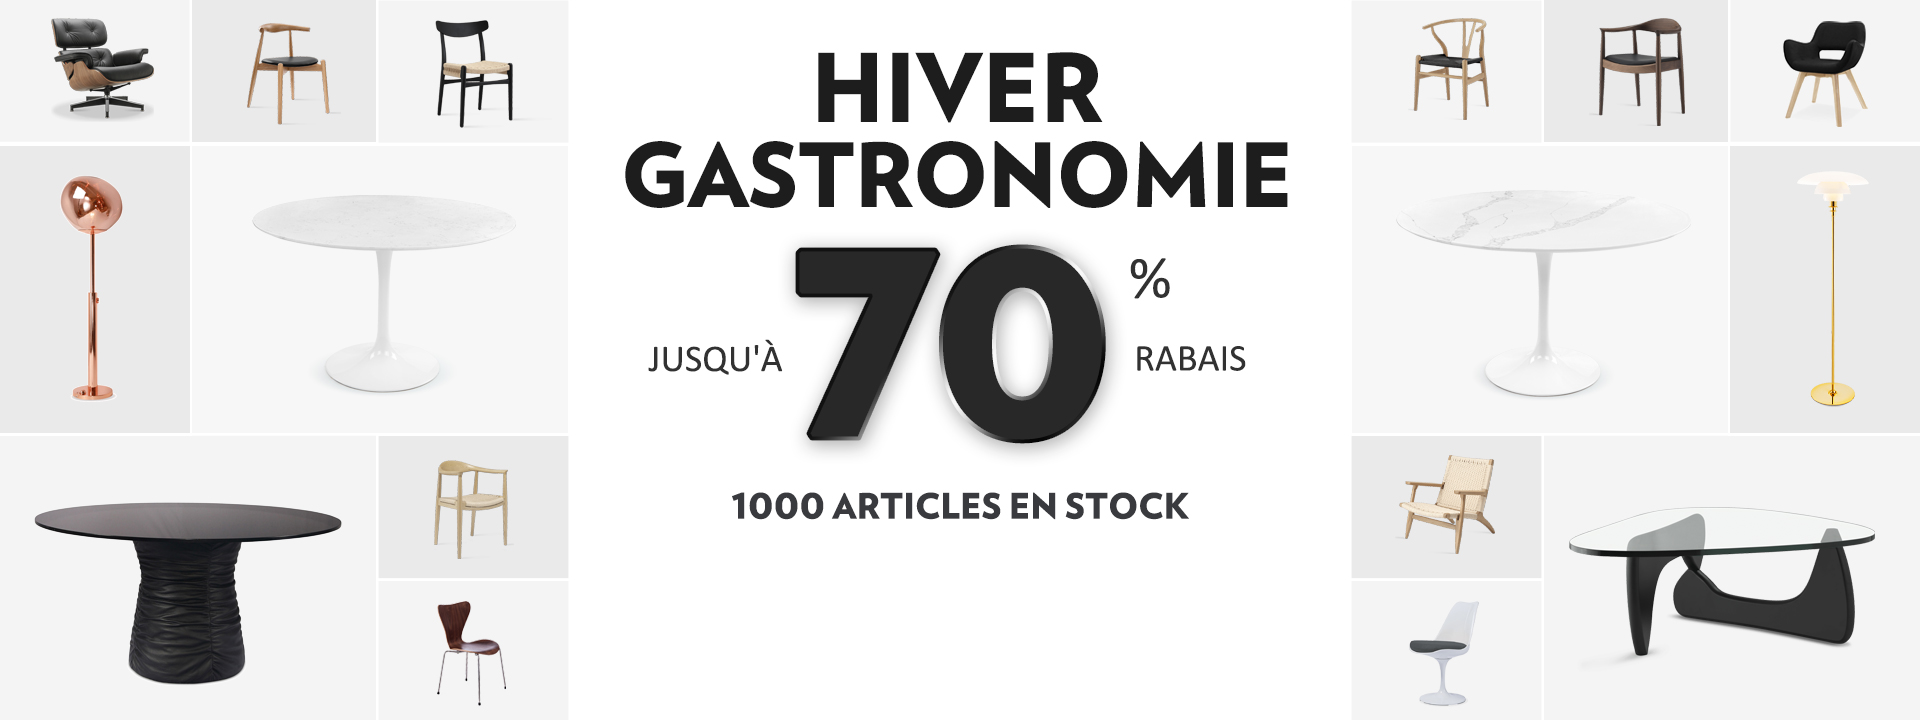 HIVER
GASTRONOMIE
70 %
JUSQU'À
RABAIS
1000 ARTICLES EN STOCK